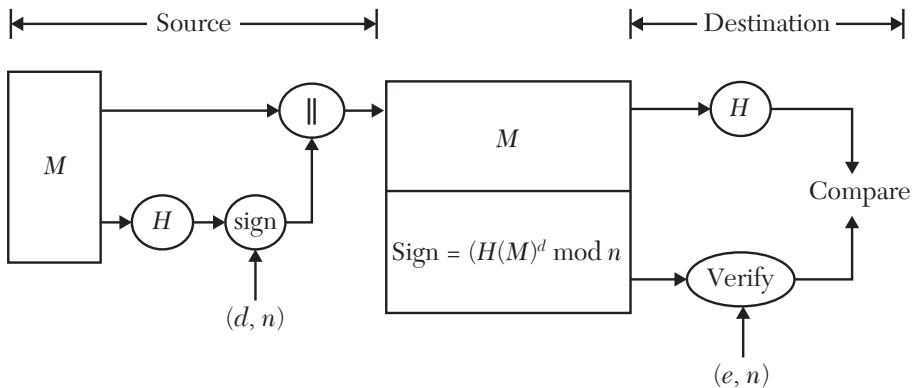 Source
Destination
M
||
M
H
Compare
H
sign
Sign = (H(M)^d mod n
Verify
(d, n)
(e, n)